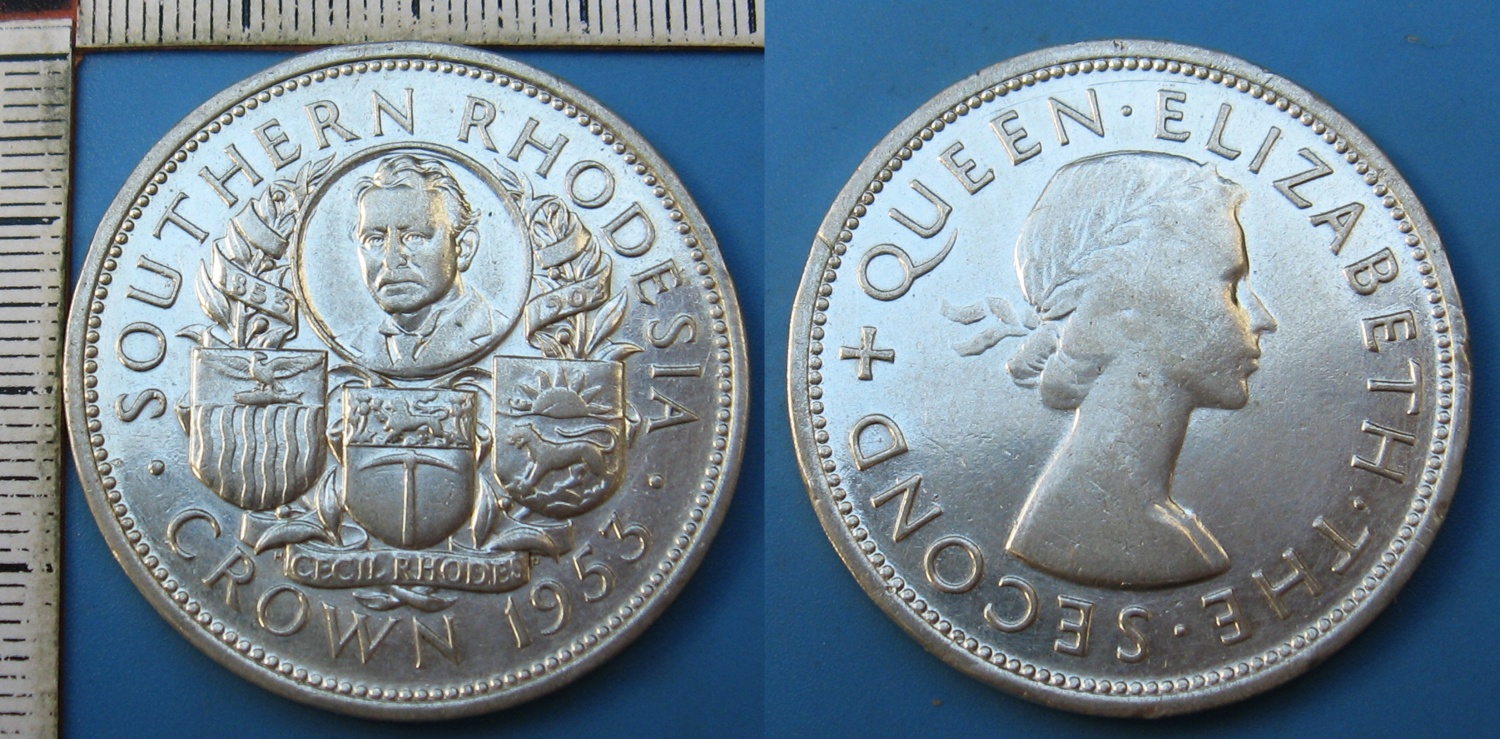 SOUTHERN RHODESIA
1853
1902
CECIL RHODES
CROWN 1953
+ QUEEN · ELIZABETH · THE · SECOND